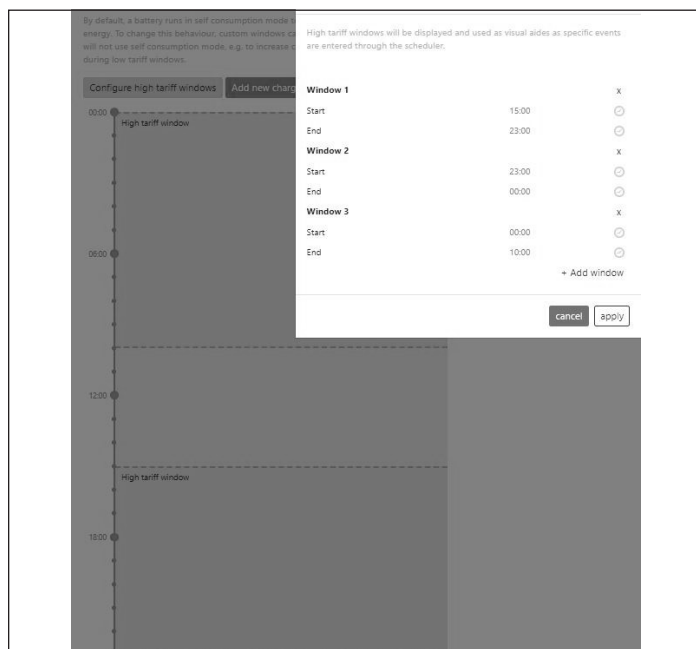 By default, a battery runs in self consumption mode t
energy. To change this behaviour, custom windows ca
will not use self consumption mode, e.g. to increase c
during low tariff windows.
Configure high tariff windows
Add new charg
High tariff windows will be displayed and used as visual aides as specific events
are entered through the scheduler.
Window 1 x
Start 15:00
End 23:00
Window 2 x
Start 23:00
End 00:00
Window 3 x
Start 00:00
End 10:00
+ Add window
cancel
apply
00:00
High tariff window
06:00
12:00
High tariff window
18:00